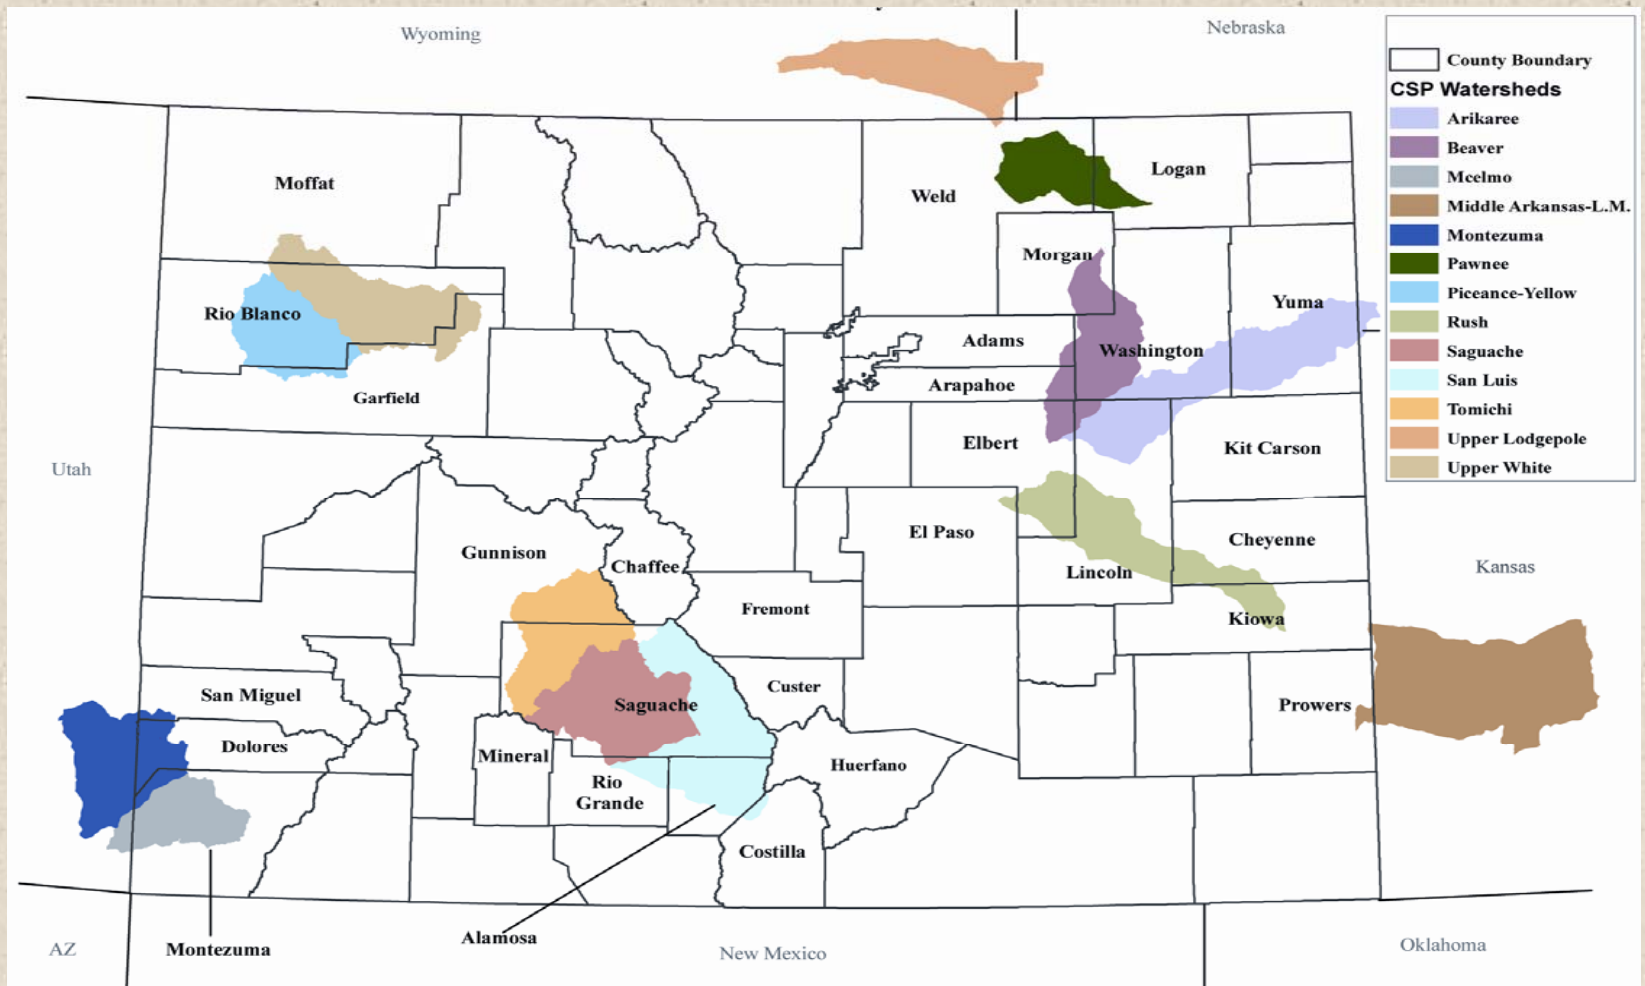 Wyoming
Nebraska
County Boundary
CSP Watersheds
Arikaree
Beaver
Mcelmo
Middle Arkansas-L.M.
Montezuma
Pawnee
Piceance-Yellow
Rush
Saguache
San Luis
Tomichi
Upper Lodgepole
Upper White
Moffat
Weld
Logan
Morgan
Rio Blanco
Yuma
Adams
Washington
Arapahoe
Garfield
Elbert
Kit Carson
Utah
El Paso
Cheyenne
Gunnison
Chaffee
Lincoln
Kansas
Fremont
Kiowa
San Miguel
Custer
Saguache
Prowers
Dolores
Mineral
Huerfano
Rio
Grande
Costilla
Alamosa
Montezuma
AZ
New Mexico
Oklahoma